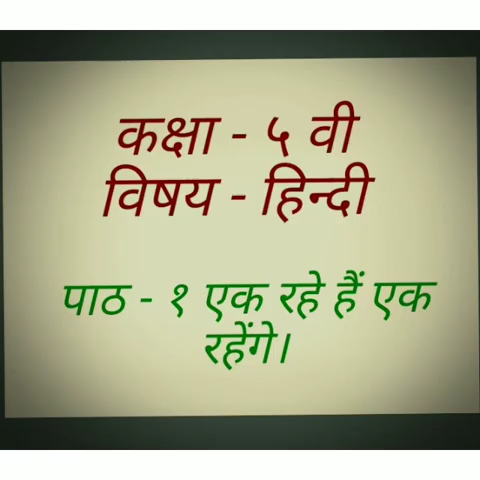 कक्षा - ५ वी
विषय - हिन्दी
पाठ - १ एक रहे हैं एक
रहेंगे।